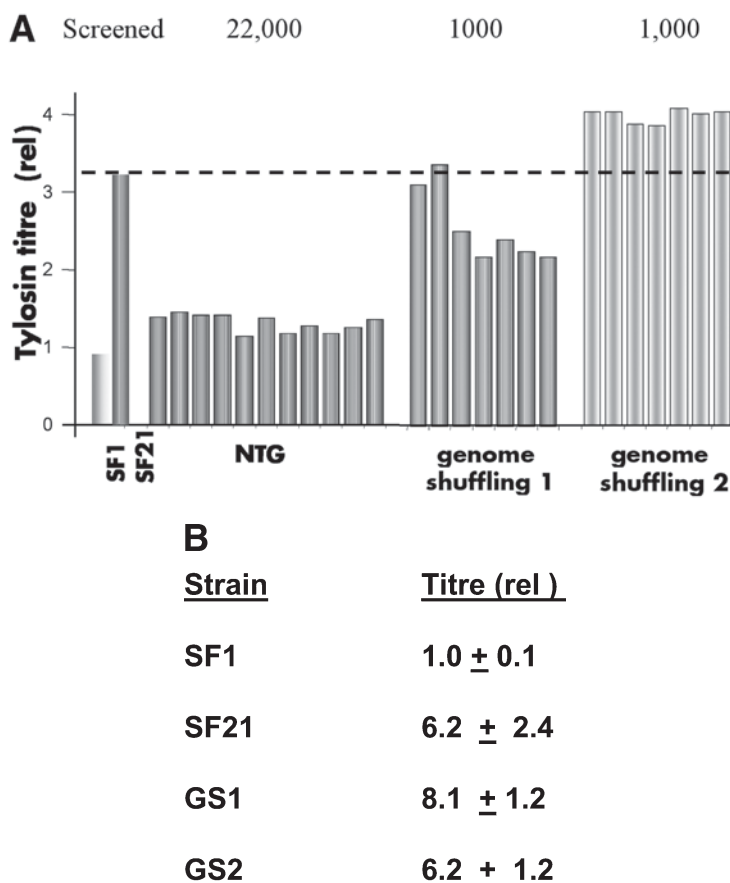 A Screened 22,000 1000 1,000
Tylosin titre (rel)
4
3
2
1
0
SF1
SF21
NTG
genome
shuffling 1
genome
shuffling 2
B
Strain Titre (rel )
SF1 1.0 ± 0.1
SF21 6.2 ± 2.4
GS1 8.1 ± 1.2
GS2 6.2 + 1.2